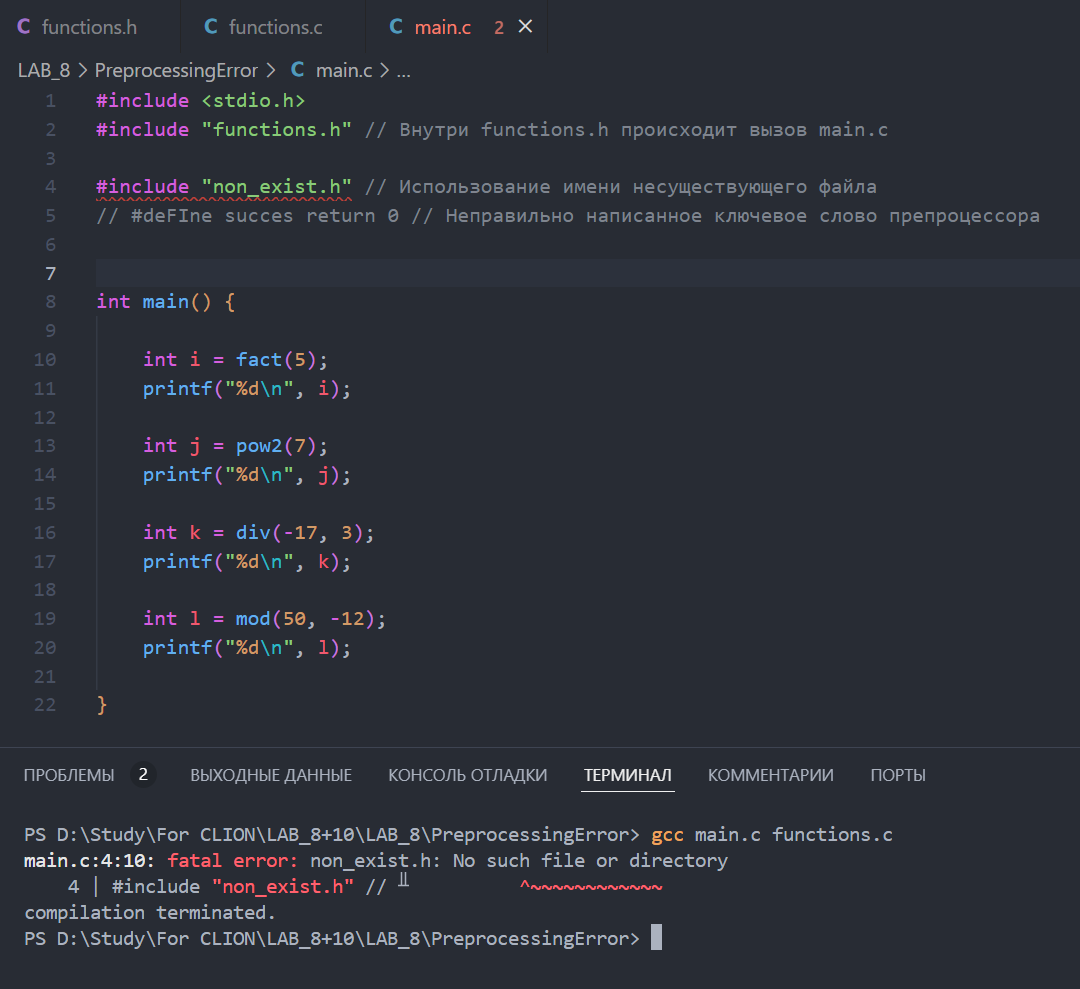 C functions.h C functions.c C main.c 2 ×
LAB_8 > PreprocessingError > C main.c > ...
1 #include <stdio.h>
2 #include "functions.h" // Внутри functions.h происходит вызов main.c
3
4 #include "non_exist.h" // Использование имени несуществующего файла
5 // #deFIne succes return 0 // Неправильно написанное ключевое слово препроцессора
6
7
8 int main() {
9
10 int i = fact(5);
11 printf("%d\n", i);
12
13 int j = pow2(7);
14 printf("%d\n", j);
15
16 int k = div(-17, 3);
17 printf("%d\n", k);
18
19 int l = mod(50, -12);
20 printf("%d\n", l);
21
22 }
ПРОБЛЕМЫ 2 ВЫХОДНЫЕ ДАННЫЕ КОНСОЛЬ ОТЛАДКИ ТЕРМИНАЛ КОММЕНТАРИИ ПОРТЫ
PS D:\Study\For CLION\LAB_8+10\LAB_8\PreprocessingError> gcc main.c functions.c
main.c:4:10: fatal error: non_exist.h: No such file or directory
4 | #include "non_exist.h" // ╨ ^~~~~~~~~~~~~
compilation terminated.
PS D:\Study\For CLION\LAB_8+10\LAB_8\PreprocessingError>